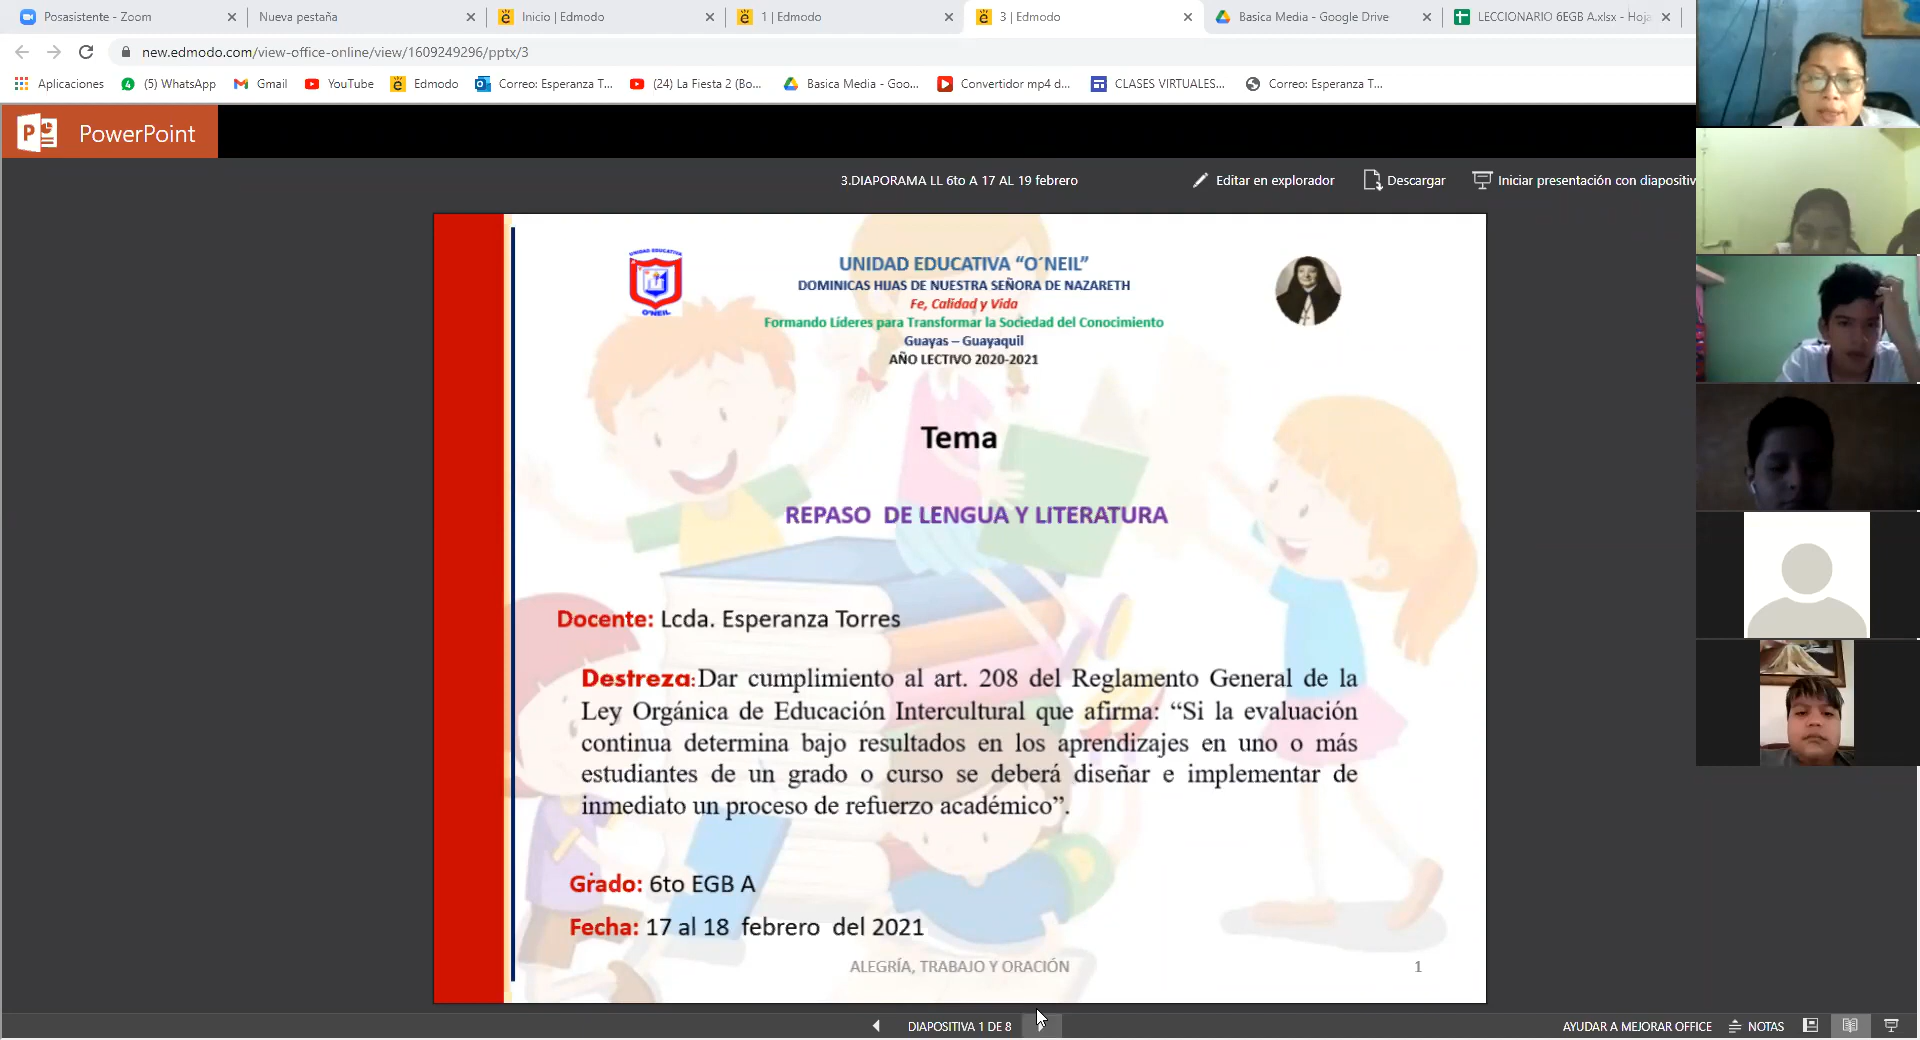 Posasistente - Zoom
Nueva pestaña
Inicio | Edmodo
1 | Edmodo
3 | Edmodo
Basica Media - Google Drive
LECCIONARIO 6EGB A.xlsx - Hoja
new.edmodo.com/view-office-online/view/1609249296/pptx/3
Aplicaciones
(5) WhatsApp
Gmail
YouTube
Edmodo
Correo: Esperanza T...
(24) La Fiesta 2 (Bo...
Basica Media - Goo...
Convertidor mp4 d...
CLASES VIRTUALES...
Correo: Esperanza T...
PowerPoint
3.DIAPORAMA LL 6to A 17 AL 19 febrero
Editar en explorador
Descargar
Iniciar presentación con diapositiv
UNIDAD EDUCATIVA
O'NEIL
UNIDAD EDUCATIVA “O´NEIL”
DOMINICAS HIJAS DE NUESTRA SEÑORA DE NAZARETH
Fe, Calidad y Vida
Formando Líderes para Transformar la Sociedad del Conocimiento
Guayas – Guayaquil
AÑO LECTIVO 2020-2021
Tema
REPASO DE LENGUA Y LITERATURA
Docente: Lcda. Esperanza Torres
Destreza:Dar cumplimiento al art. 208 del Reglamento General de la
Ley Orgánica de Educación Intercultural que afirma: “Si la evaluación
continua determina bajo resultados en los aprendizajes en uno o más
estudiantes de un grado o curso se deberá diseñar e implementar de
inmediato un proceso de refuerzo académico”.
Grado: 6to EGB A
Fecha: 17 al 18 febrero del 2021
ALEGRÍA, TRABAJO Y ORACIÓN
1
DIAPOSITIVA 1 DE 8
AYUDAR A MEJORAR OFFICE
NOTAS